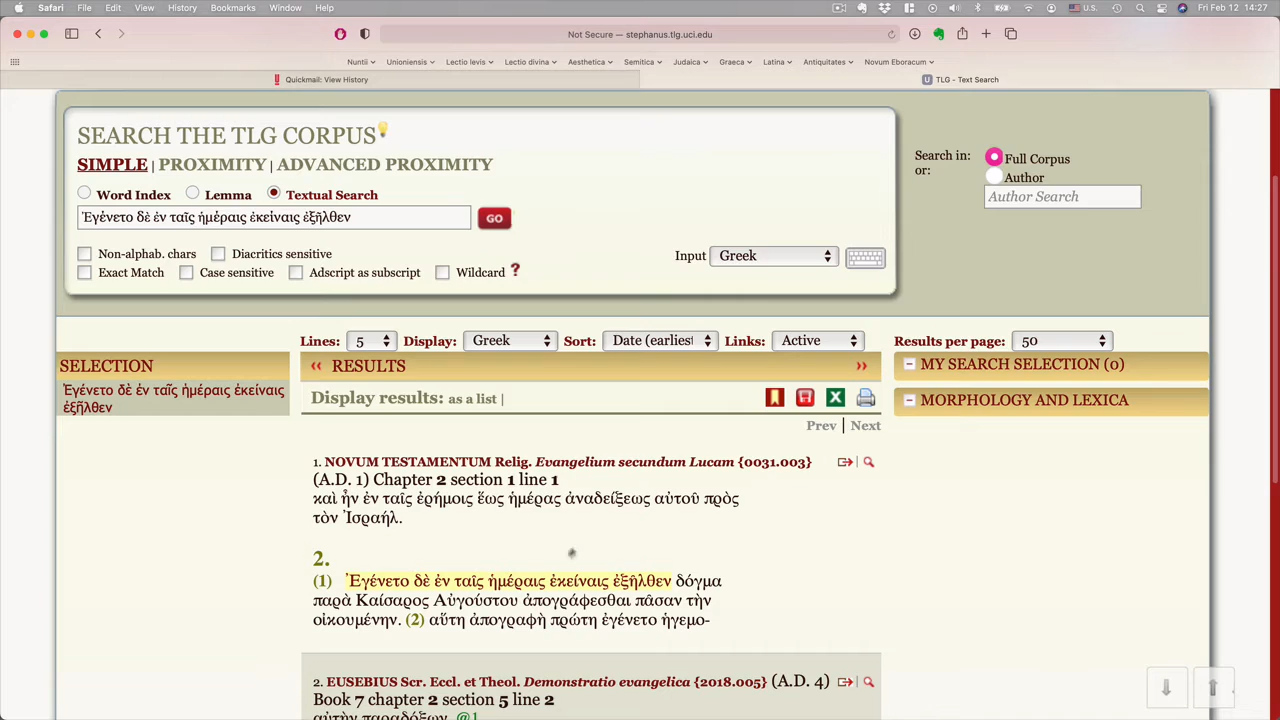 Safari File Edit View History Bookmarks Window Help U.S. Fri Feb 12 14:27
Not Secure — stephanus.tlg.uci.edu
Nuntii Unioniensis Lectio levis Lectio divina Aesthetica Semitica Judaica Graeca Latina Antiquitates Novum Eboracum
Quickmail: View History U TLG - Text Search
SEARCH THE TLG CORPUS
SIMPLE | PROXIMITY | ADVANCED PROXIMITY
Word Index Lemma Textual Search
Ἐγένετο δὲ ἐν ταῖς ἡμέραις ἐκείναις ἐξῆλθεν GO
Non-alphab. chars Diacritics sensitive
Exact Match Case sensitive Adscript as subscript Wildcard ?
Input Greek
Search in: Full Corpus
or: Author
Author Search
Lines: 5 Display: Greek Sort: Date (earliest Links: Active Results per page: 50
SELECTION
Ἐγένετο δὲ ἐν ταῖς ἡμέραις ἐκείναις
ἐξῆλθεν
RESULTS
Display results: as a list |
Prev | Next
1. NOVUM TESTAMENTUM Relig. Evangelium secundum Lucam {0031.003}
(A.D. 1) Chapter 2 section 1 line 1
καὶ ἦν ἐν ταῖς ἐρήμοις ἕως ἡμέρας ἀναδείξεως αὐτοῦ πρὸς
τὸν Ἰσραήλ.
2.
(1) Ἐγένετο δὲ ἐν ταῖς ἡμέραις ἐκείναις ἐξῆλθεν δόγμα
παρὰ Καίσαρος Αὐγούστου ἀπογράφεσθαι πᾶσαν τὴν
οἰκουμένην. (2) αὕτη ἀπογραφὴ πρώτη ἐγένετο ἡγεμο-
2. EUSEBIUS Scr. Eccl. et Theol. Demonstratio evangelica {2018.005} (A.D. 4)
Book 7 chapter 2 section 5 line 2
αὐτὴν παραδόξων. @1
MY SEARCH SELECTION (0)
MORPHOLOGY AND LEXICA